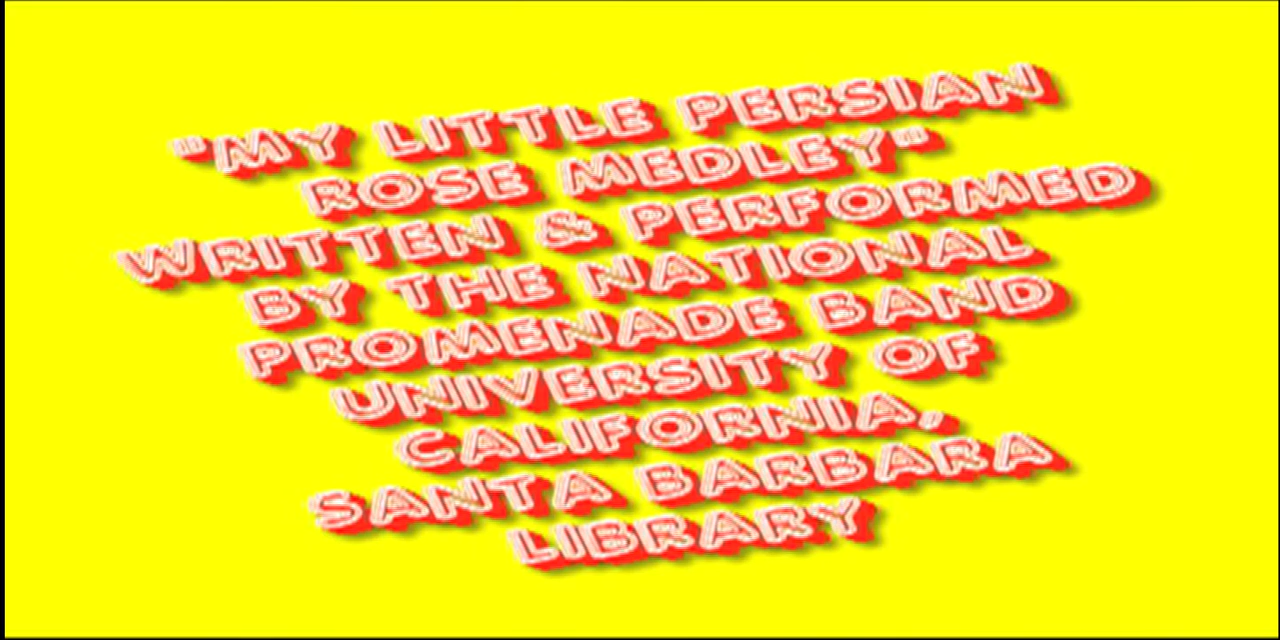 "MY LITTLE PERSIAN
ROSE MEDLEY"
WRITTEN & PERFORMED
BY THE NATIONAL
PROMENADE BAND
UNIVERSITY OF
CALIFORNIA,
SANTA BARBARA
LIBRARY